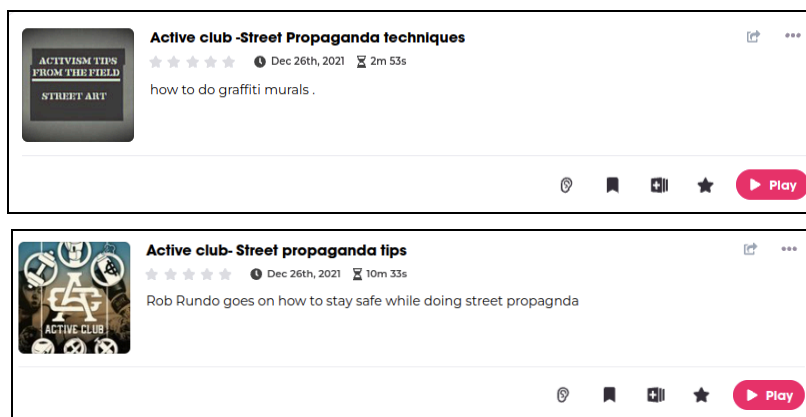 Active club -Street Propaganda techniques
ACTIVISM TIPS
FROM THE FIELD
STREET ART
Dec 26th, 2021 2m 53s
how to do graffiti murals .
Play
Active club- Street propaganda tips
Dec 26th, 2021 10m 33s
Rob Rundo goes on how to stay safe while doing street propagnda
ACTIVE CLUB
Play